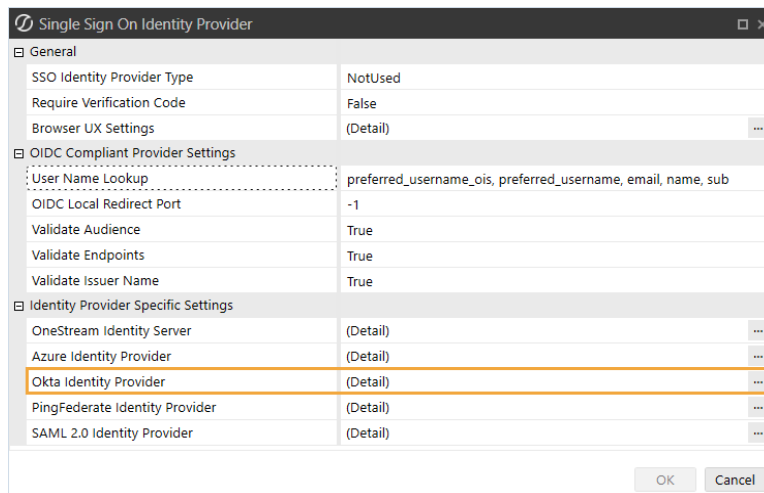 Single Sign On Identity Provider
General
SSO Identity Provider Type NotUsed
Require Verification Code False
Browser UX Settings (Detail) ...
OIDC Compliant Provider Settings
User Name Lookup preferred_username_ois, preferred_username, email, name, sub
OIDC Local Redirect Port -1
Validate Audience True
Validate Endpoints True
Validate Issuer Name True
Identity Provider Specific Settings
OneStream Identity Server (Detail) ...
Azure Identity Provider (Detail) ...
Okta Identity Provider (Detail) ...
PingFederate Identity Provider (Detail) ...
SAML 2.0 Identity Provider (Detail) ...
OK Cancel